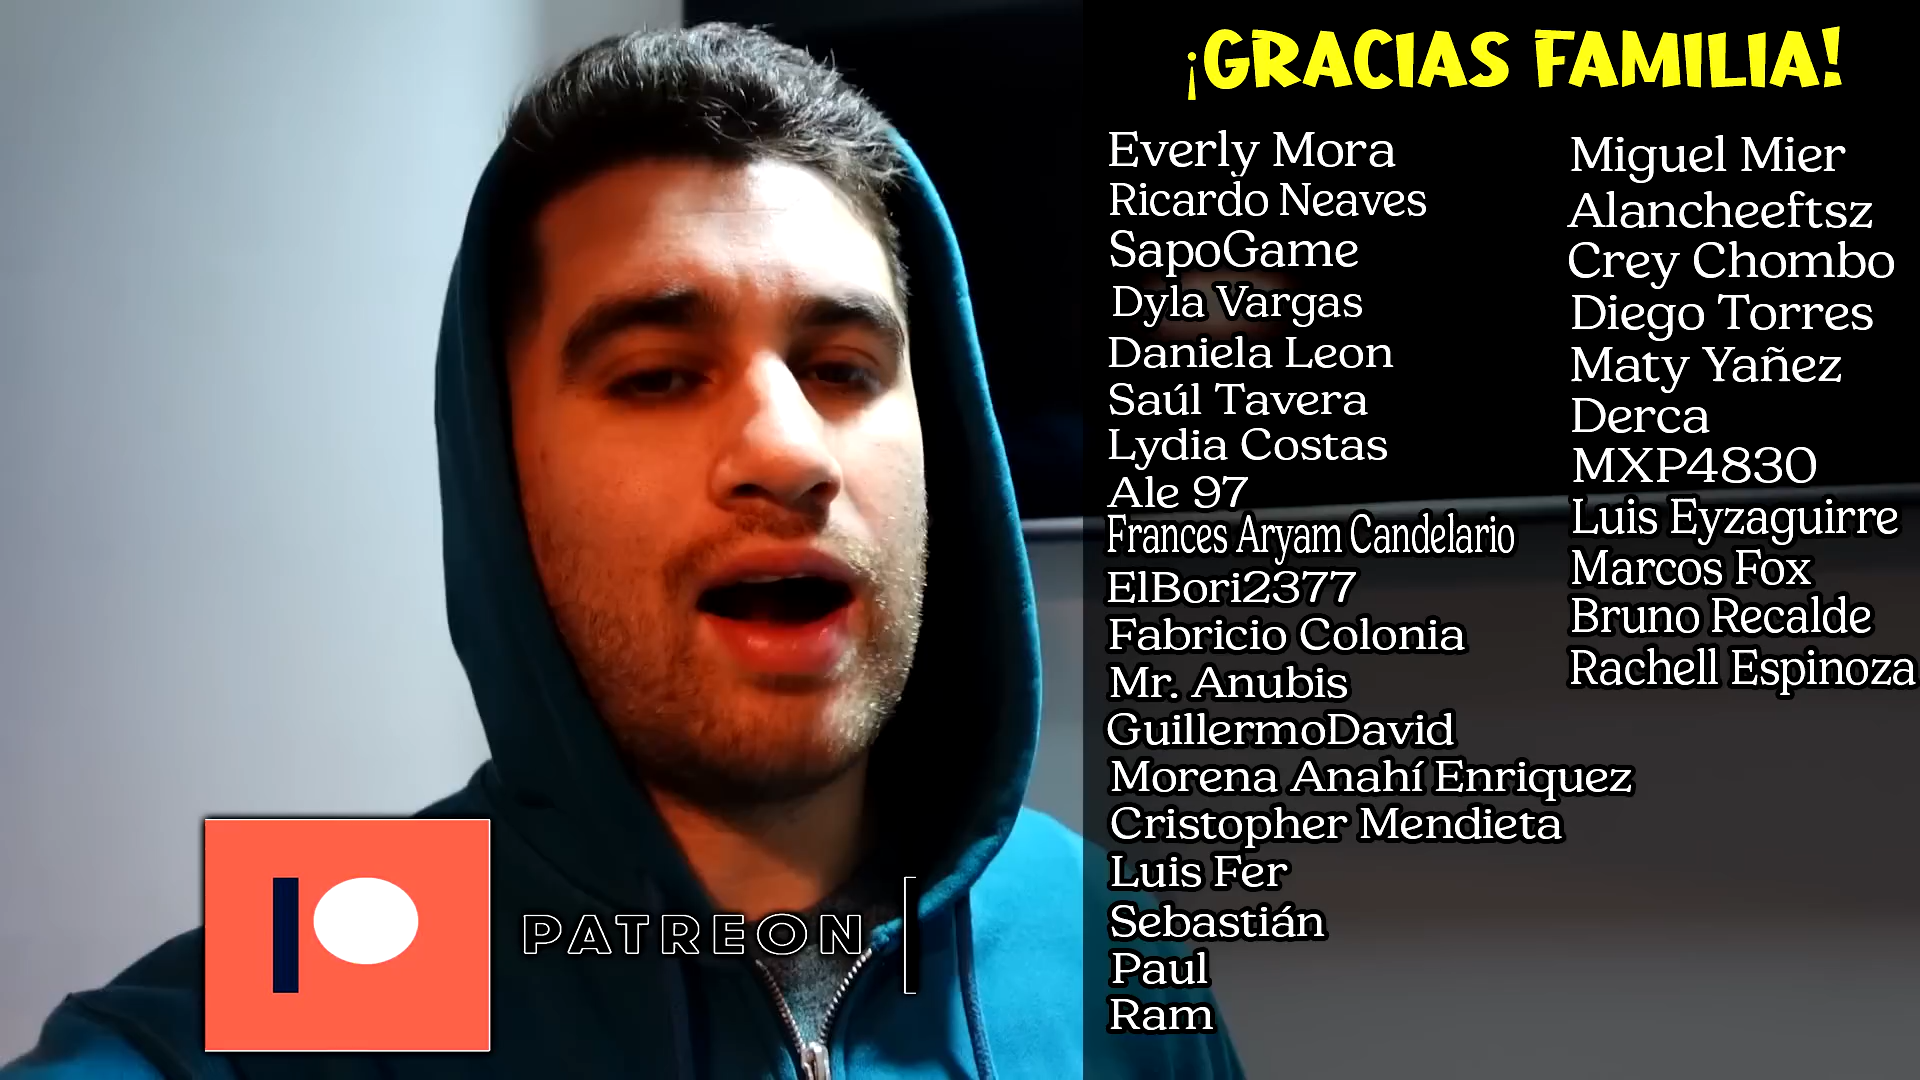 ¡GRACIAS FAMILIA!
Everly Mora
Ricardo Neaves
SapoGame
Dyla Vargas
Daniela Leon
Saúl Tavera
Lydia Costas
Ale 97
Frances Aryam Candelario
ElBori2377
Fabricio Colonia
Mr. Anubis
GuillermoDavid
Morena Anahí Enriquez
Cristopher Mendieta
Luis Fer
Sebastián
Paul
Ram
Miguel Mier
Alancheeftsz
Crey Chombo
Diego Torres
Maty Yañez
Derca
MXP4830
Luis Eyzaguirre
Marcos Fox
Bruno Recalde
Rachell Espinoza
PATREON